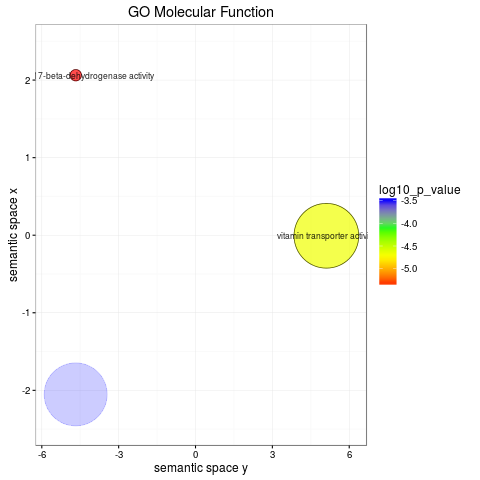 GO Molecular Function
7-beta-dehydrogenase activity
vitamin transporter activi
semantic space x
2
1
0
-1
-2
-6
-3
0
3
6
semantic space y
log10_p_value
-3.5
-4.0
-4.5
-5.0